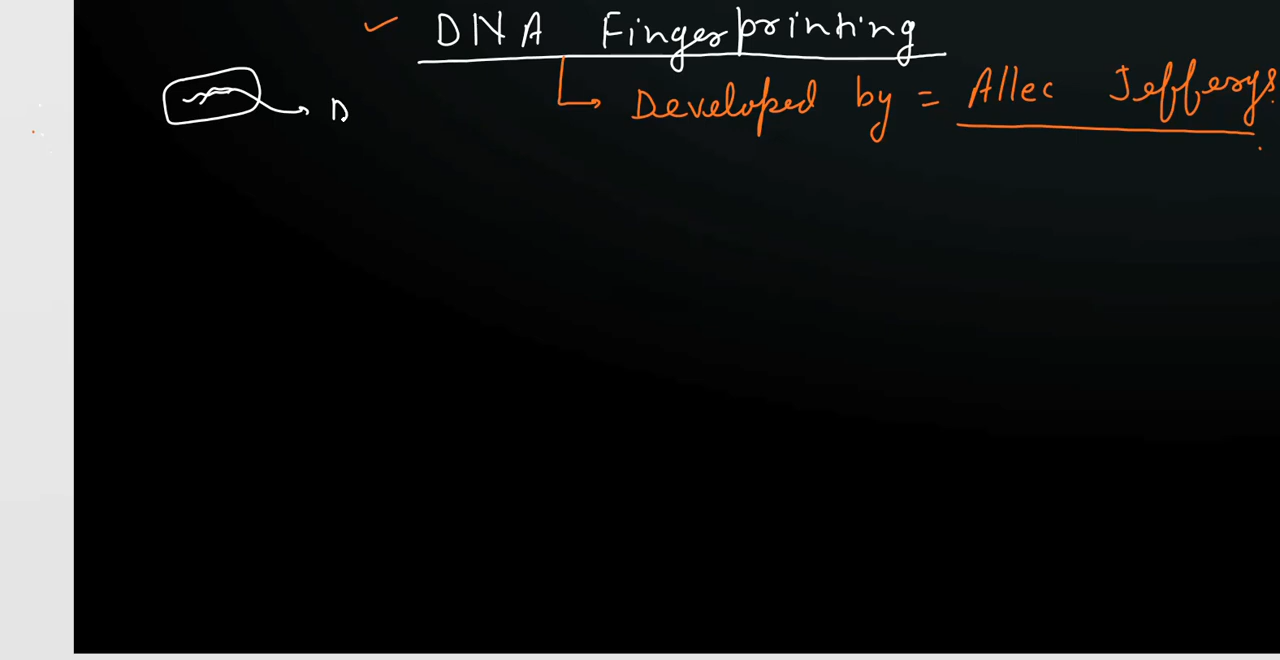 ✓ DNA Fingerprinting
Developed by = Allec Jefferys.
D